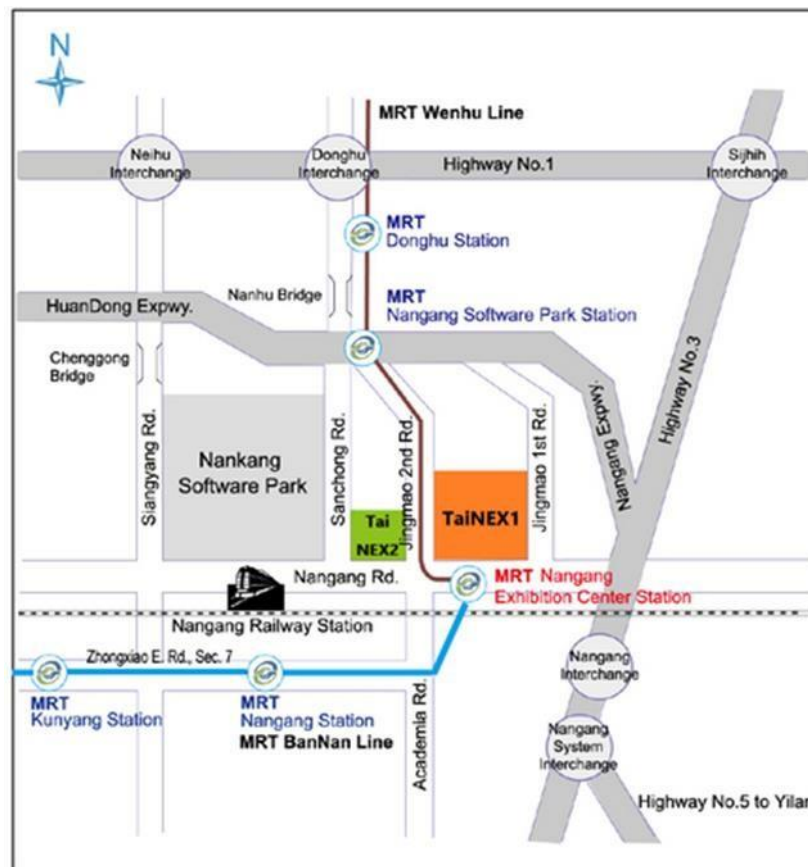 N
MRT Wenhu Line
Neihu
Interchange
Donghu
Interchange
Highway No.1
Sijhih
Interchange
MRT
Donghu Station
Nanhu Bridge
MRT
Nangang Software Park Station
HuanDong Expwy.
Chenggong
Bridge
Siangyang Rd.
Nankang
Software Park
Sanchong Rd.
Jingmao 2nd Rd.
Jingmao 1st Rd.
Nangang Expwy.
Highway No.3
Tai
NEX2
TaiNEX1
Nangang Rd.
MRT Nangang
Exhibition Center Station
Nangang Railway Station
Zhongxiao E. Rd., Sec. 7
MRT
Kunyang Station
MRT
Nangang Station
MRT BanNan Line
Academia Rd.
Nangang
Interchange
Nangang
System
Interchange
Highway No.5 to Yilan